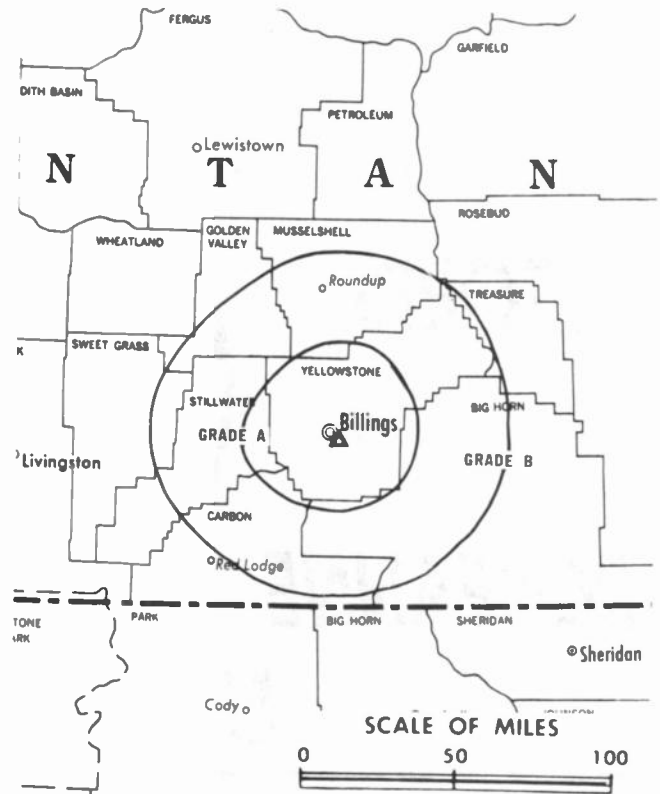 FERGUS
GARFIELD
DITH BASIN
PETROLEUM
Lewistown
N T A N
ROSEBUD
WHEATLAND
GOLDEN
VALLEY
MUSSELSHELL
Roundup
TREASURE
K
SWEET GRASS
YELLOWSTONE
STILLWATER
BIG HORN
Billings
GRADE A
GRADE B
Livingston
CARBON
Red Lodge
PARK
BIG HORN
SHERIDAN
TONE
ARK
Sheridan
Cody
SCALE OF MILES
0 50 100